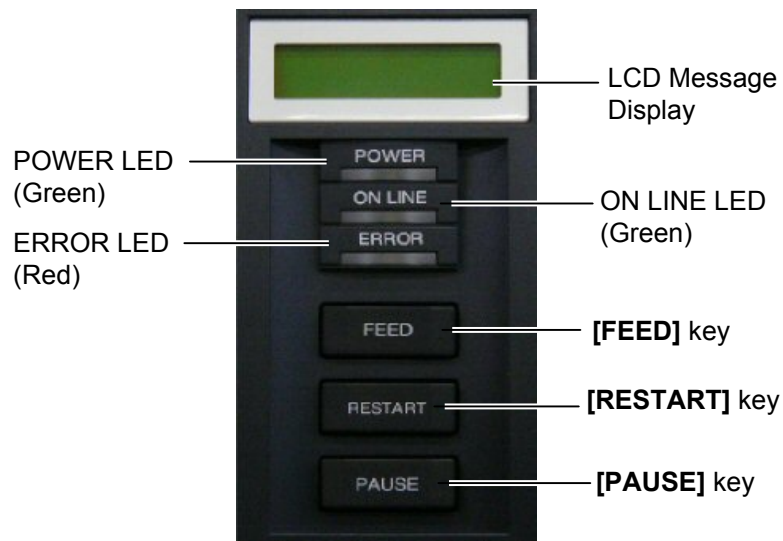 LCD Message
Display
POWER LED
(Green)
POWER
ON LINE
ON LINE LED
(Green)
ERROR LED
(Red)
ERROR
FEED
[FEED] key
RESTART
[RESTART] key
PAUSE
[PAUSE] key